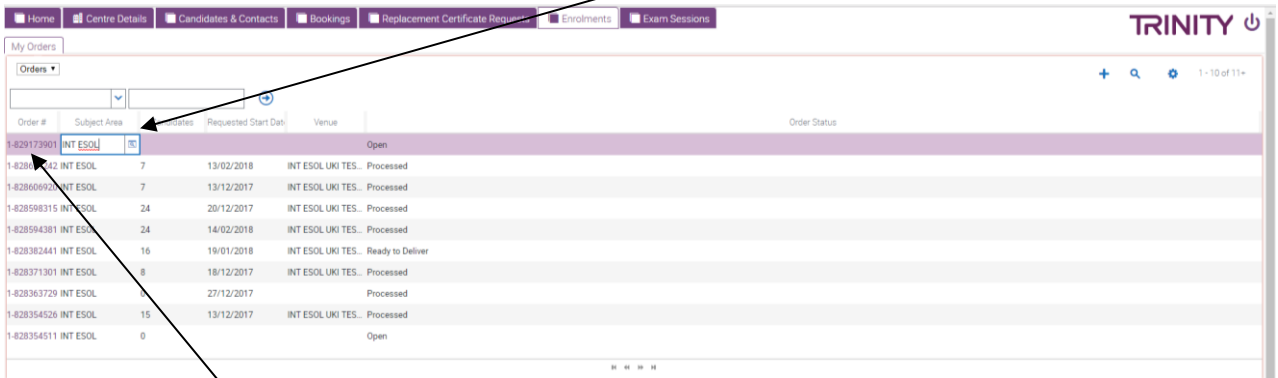 Home Centre Details Candidates & Contacts Bookings Replacement Certificate Requests Enrolments Exam Sessions TRINITY
My Orders
Orders
1 - 10 of 11+
Order # Subject Area Candidates Requested Start Dat Venue Order Status
1-829173901 INT ESOL Open
INT ESOL 7 13/02/2018 INT ESOL UKI TES... Processed
1-828606920 INT ESOL 7 13/12/2017 INT ESOL UKI TES... Processed
1-828598315 INT ESOL 24 20/12/2017 INT ESOL UKI TES... Processed
1-828594381 INT ESOL 24 14/02/2018 INT ESOL UKI TES... Processed
1-828382441 INT ESOL 16 19/01/2018 INT ESOL UKI TES... Ready to Deliver
1-828371301 INT ESOL 8 18/12/2017 INT ESOL UKI TES... Processed
1-828363729 INT ESOL 27/12/2017 Processed
1-828354526 INT ESOL 15 13/12/2017 INT ESOL UKI TES... Processed
1-828354511 INT ESOL 0 Open